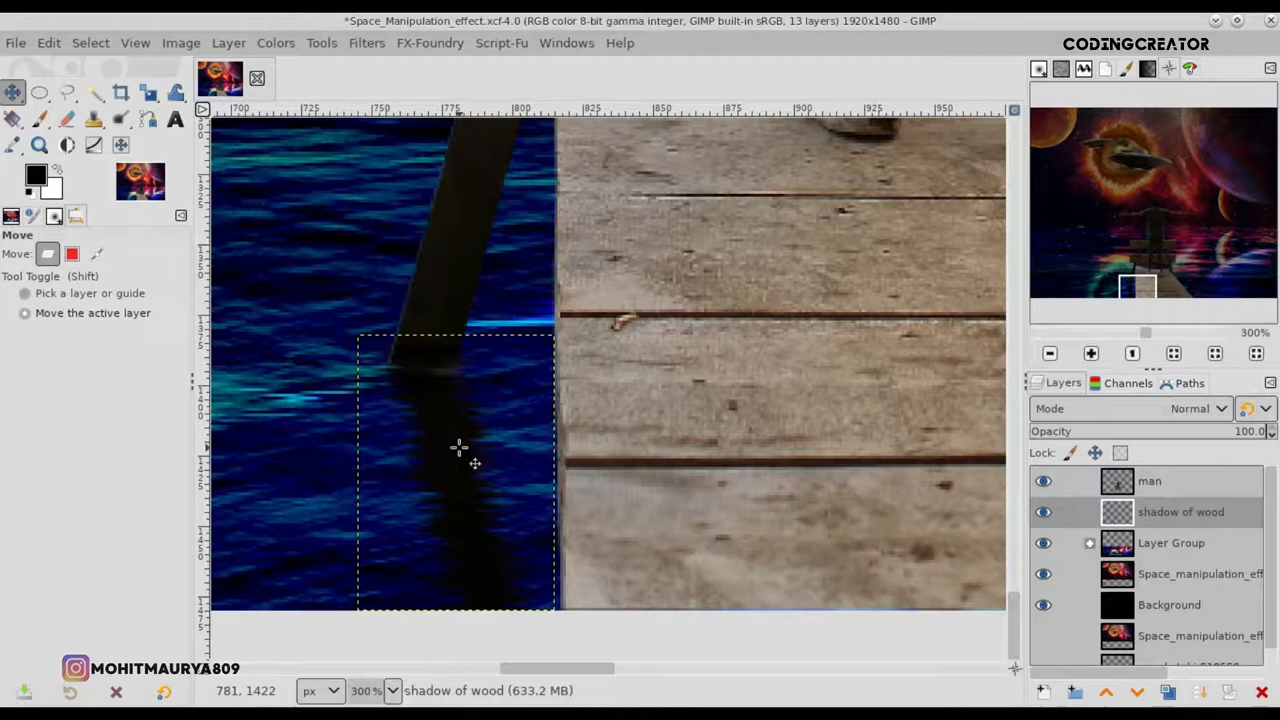 *Space_Manipulation_effect.xcf-4.0 (RGB color 8-bit gamma integer, GIMP built-in sRGB, 13 layers) 1920x1480 – GIMP
File Edit Select View Image Layer Colors Tools Filters FX-Foundry Script-Fu Windows Help
CODINGCREATOR
700 725 750 775 800 825 850 875 900 925 950
Move
Move:
Tool Toggle (Shift)
Pick a layer or guide
Move the active layer
300%
Layers Channels Paths
Mode Normal
Opacity 100.0
Lock:
man
shadow of wood
Layer Group
Space_manipulation_eff
Background
Space_manipulation_eff
MOHITMAURYA809
781, 1422 px 300% shadow of wood (633.2 MB)